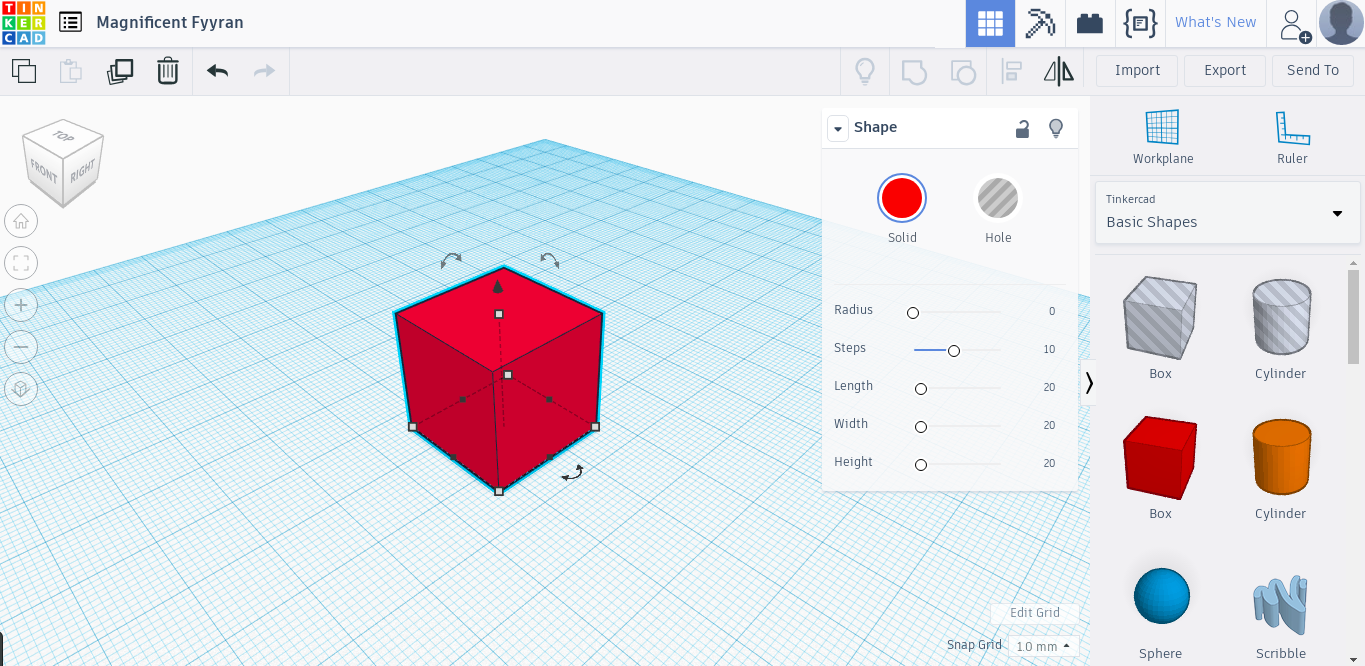 TIN
KER
CAD
Magnificent Fyyran
What's New
Import
Export
Send To
TOP
FRONT
RIGHT
Shape
Solid
Hole
Radius 0
Steps 10
Length 20
Width 20
Height 20
Edit Grid
Snap Grid 1.0 mm
Workplane
Ruler
Tinkercad
Basic Shapes
Box
Cylinder
Box
Cylinder
Sphere
Scribble